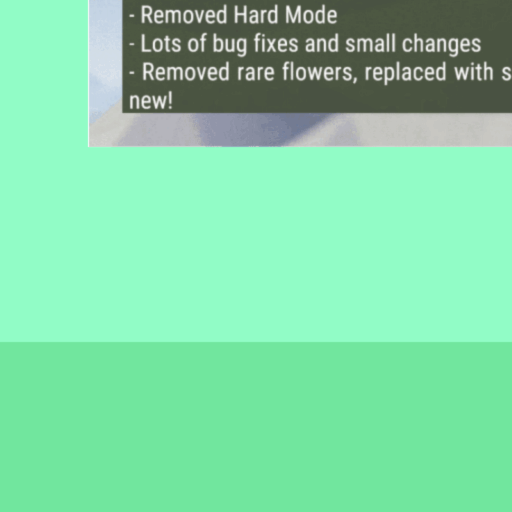 - Removed Hard Mode
- Lots of bug fixes and small changes
- Removed rare flowers, replaced with
new!